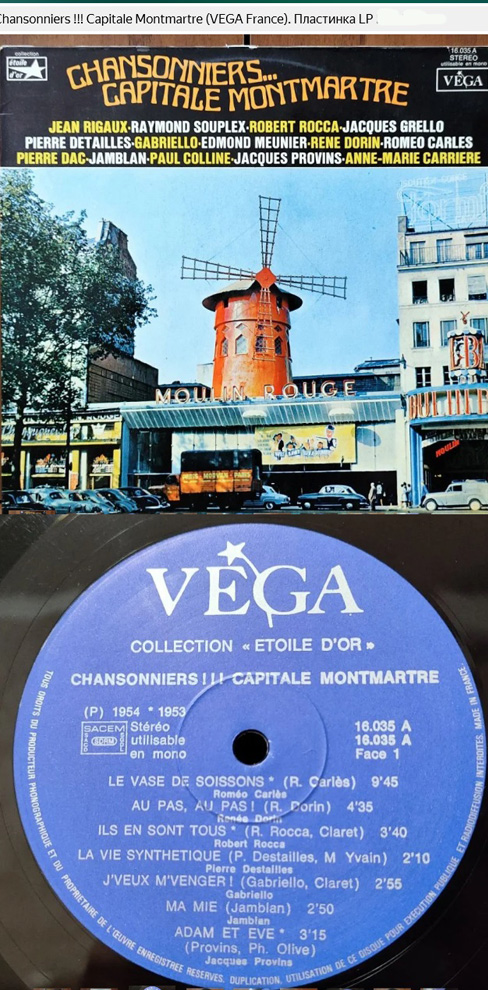 Chansonniers !!! Capitale Montmartre (VEGA France). Пластинка LP
collection
étoile d'or
16.035 A
STEREO
utilisable en mono
VÉGA
CHANSONNIERS...
CAPITALE MONTMARTRE
JEAN RIGAUX·RAYMOND SOUPLEX·ROBERT ROCCA·JACQUES GRELLO
PIERRE DETAILLES·GABRIELLO·EDMOND MEUNIER·RENE DORIN·ROMEO CARLES
PIERRE DAC·JAMBLAN·PAUL COLLINE·JACQUES PROVINS·ANNE-MARIE CARRIERE
MOULIN ROUGE
MOULIN
VEGA
COLLECTION « ETOILE D'OR »
CHANSONNIERS!!! CAPITALE MONTMARTRE
(P) 1954 * 1953
SACEM
SDRM
Stéréo
utilisable
en mono
16.035 A
16.035 A
Face 1
LE VASE DE SOISSONS* (R. Carlès) 9'45
Roméo Carlès
AU PAS, AU PAS! (R. Dorin) 4'35
Renée Dorin
ILS EN SONT TOUS* (R. Rocca, Claret) 3'40
Robert Rocca
LA VIE SYNTHETIQUE (P. Destailles, M Yvain) 2'10
Pierre Destailles
J'VEUX M'VENGER! (Gabriello, Claret) 2'55
Gabriello
MA MIE (Jamblan) 2'50
Jamblan
ADAM ET EVE* 3'15
(Provins, Ph. Olive)
Jacques Provins
TOUS DROITS DU PRODUCTEUR PHONOGRAPHIQUE ET DU PROPRIETAIRE DE L'ŒUVRE ENREGISTREE RESERVES. DUPLICATION, UTILISATION DE CE DISQUE POUR EXECUTION PUBLIQUE ET RADIODIFFUSION INTERDITES. MADE IN FRANCE.